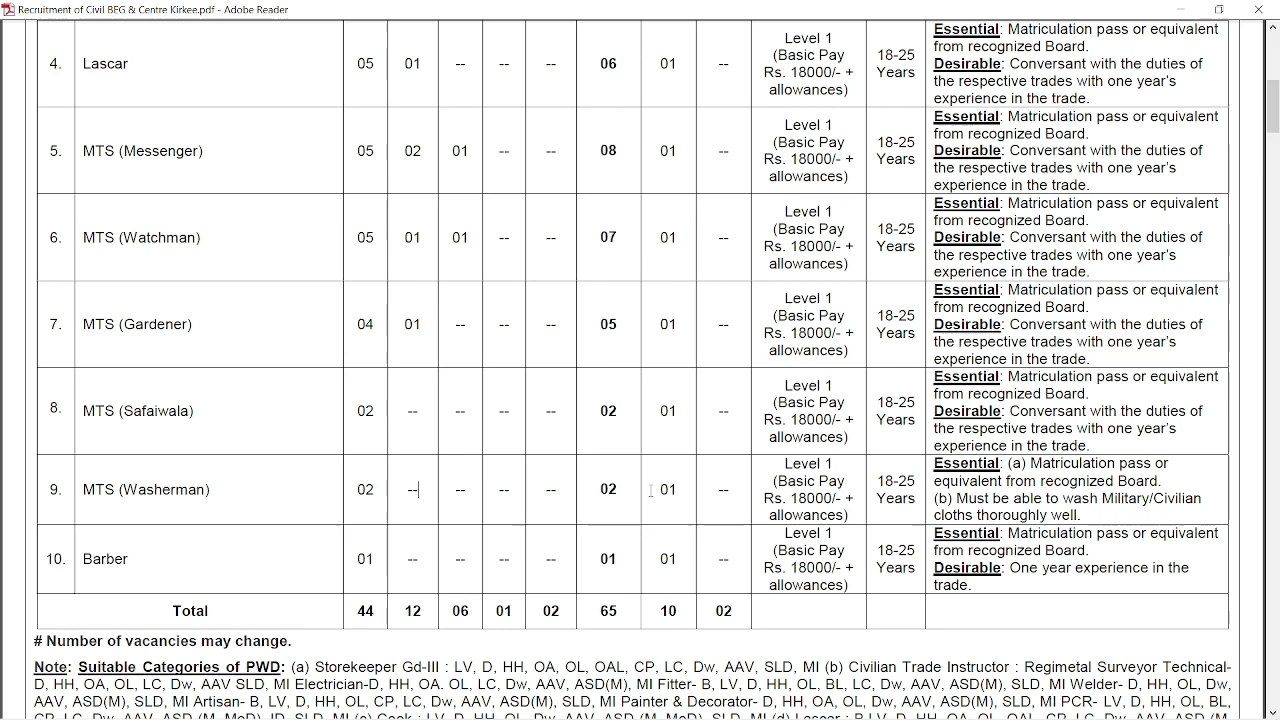 Recruitment of Civil BEG & Centre Kirkee.pdf - Adobe Reader
4. Lascar 05 01 -- -- -- 06 01 -- Level 1 (Basic Pay Rs. 18000/- + allowances) 18-25 Years Essential: Matriculation pass or equivalent from recognized Board. Desirable: Conversant with the duties of the respective trades with one year's experience in the trade.
5. MTS (Messenger) 05 02 01 -- -- 08 01 -- Level 1 (Basic Pay Rs. 18000/- + allowances) 18-25 Years Essential: Matriculation pass or equivalent from recognized Board. Desirable: Conversant with the duties of the respective trades with one year's experience in the trade.
6. MTS (Watchman) 05 01 01 -- -- 07 01 -- Level 1 (Basic Pay Rs. 18000/- + allowances) 18-25 Years Essential: Matriculation pass or equivalent from recognized Board. Desirable: Conversant with the duties of the respective trades with one year's experience in the trade.
7. MTS (Gardener) 04 01 -- -- -- 05 01 -- Level 1 (Basic Pay Rs. 18000/- + allowances) 18-25 Years Essential: Matriculation pass or equivalent from recognized Board. Desirable: Conversant with the duties of the respective trades with one year's experience in the trade.
8. MTS (Safaiwala) 02 -- -- -- -- 02 01 -- Level 1 (Basic Pay Rs. 18000/- + allowances) 18-25 Years Essential: Matriculation pass or equivalent from recognized Board. Desirable: Conversant with the duties of the respective trades with one year's experience in the trade.
9. MTS (Washerman) 02 -- -- -- -- 02 01 -- Level 1 (Basic Pay Rs. 18000/- + allowances) 18-25 Years Essential: (a) Matriculation pass or equivalent from recognized Board. (b) Must be able to wash Military/Civilian cloths thoroughly well.
10. Barber 01 -- -- -- -- 01 01 -- Level 1 (Basic Pay Rs. 18000/- + allowances) 18-25 Years Essential: Matriculation pass or equivalent from recognized Board. Desirable: One year experience in the trade.
Total 44 12 06 01 02 65 10 02
# Number of vacancies may change.
Note: Suitable Categories of PWD: (a) Storekeeper Gd-III : LV, D, HH, OA, OL, OAL, CP, LC, Dw, AAV, SLD, MI (b) Civilian Trade Instructor : Regimetal Surveyor Technical-
D, HH, OA, OL, LC, Dw, AAV SLD, MI Electrician-D, HH, OA. OL, LC, Dw, AAV, ASD(M), MI Fitter- B, LV, D, HH, OL, BL, LC, Dw, AAV, ASD(M), SLD, MI Welder- D, HH, OL, Dw,
AAV, ASD(M), SLD, MI Artisan- B, LV, D, HH, OL, CP, LC, Dw, AAV, ASD(M), SLD, MI Painter & Decorator- D, HH, OL, Dw, AAV, ASD(M), SLD, MI PCR- LV, D, HH, OL, BL,